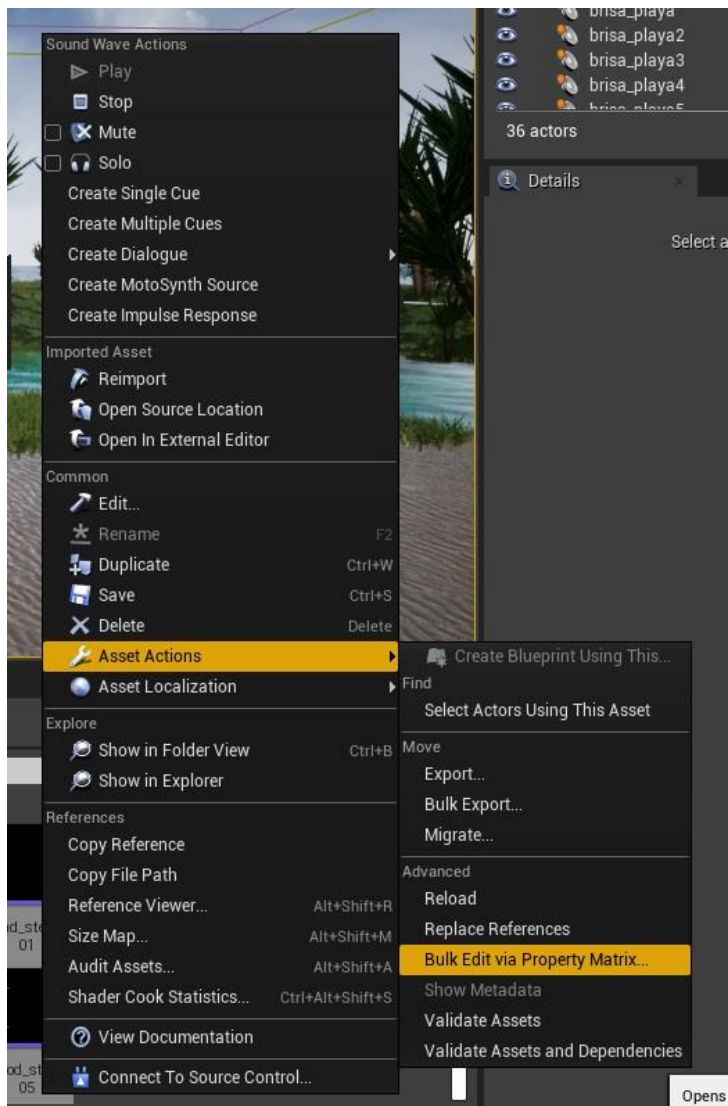 Sound Wave Actions
Play
Stop
Mute
Solo
Create Single Cue
Create Multiple Cues
Create Dialogue
Create MotoSynth Source
Create Impulse Response
Imported Asset
Reimport
Open Source Location
Open In External Editor
Common
Edit...
Rename F2
Duplicate Ctrl+W
Save Ctrl+S
Delete Delete
Asset Actions
Asset Localization
Explore
Show in Folder View Ctrl+B
Show in Explorer
References
Copy Reference
Copy File Path
Reference Viewer... Alt+Shift+R
Size Map... Alt+Shift+M
Audit Assets... Alt+Shift+A
Shader Cook Statistics... Ctrl+Alt+Shift+S
View Documentation
Connect To Source Control...
Create Blueprint Using This...
Find
Select Actors Using This Asset
Move
Export...
Bulk Export...
Migrate...
Advanced
Reload
Replace References
Bulk Edit via Property Matrix...
Show Metadata
Validate Assets
Validate Assets and Dependencies
brisa_playa
brisa_playa2
brisa_playa3
brisa_playa4
brisa_playa5
36 actors
Details
Select a
01
05
Opens